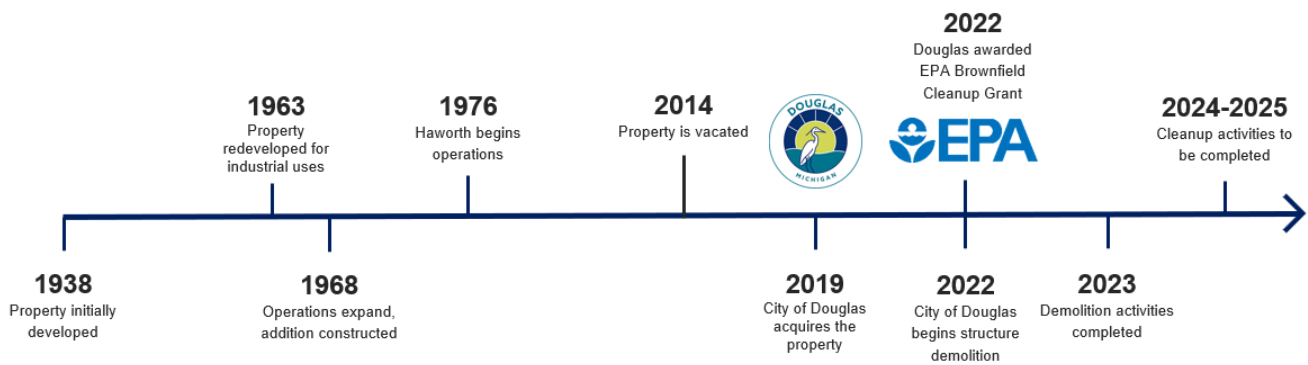 1938
Property initially
developed
1963
Property
redeveloped for
industrial uses
1968
Operations expand,
addition constructed
1976
Haworth begins
operations
2014
Property is vacated
DOUGLAS
MICHIGAN
2019
City of Douglas
acquires the
property
2022
Douglas awarded
EPA Brownfield
Cleanup Grant
EPA
2022
City of Douglas
begins structure
demolition
2023
Demolition activities
completed
2024-2025
Cleanup activities to
be completed